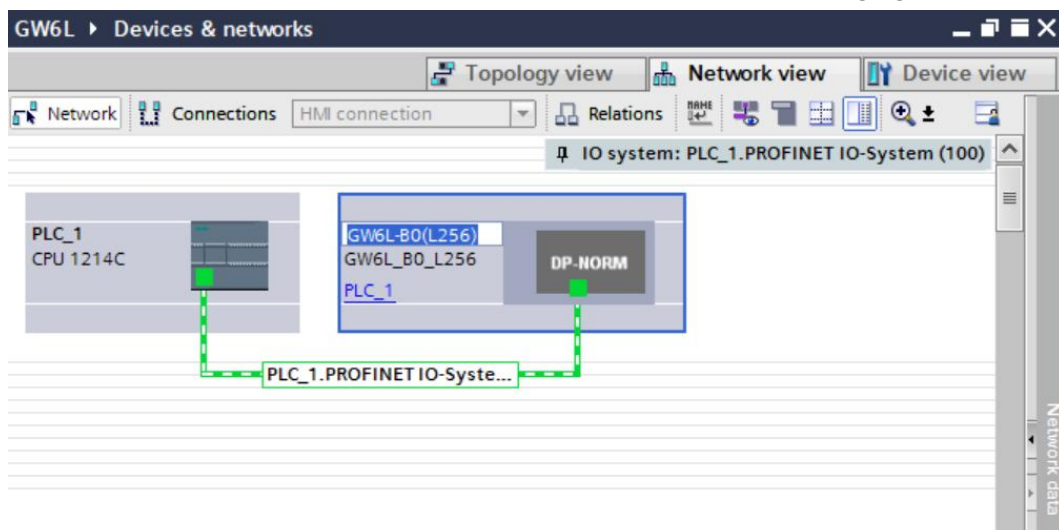 GW6L ▸ Devices & networks
Topology view
Network view
Device view
Network
Connections
HMI connection
Relations
IO system: PLC_1.PROFINET IO-System (100)
PLC_1
CPU 1214C
GW6L-B0(L256)
GW6L_B0_L256
PLC_1
DP-NORM
PLC_1.PROFINET IO-Syste...
Network data